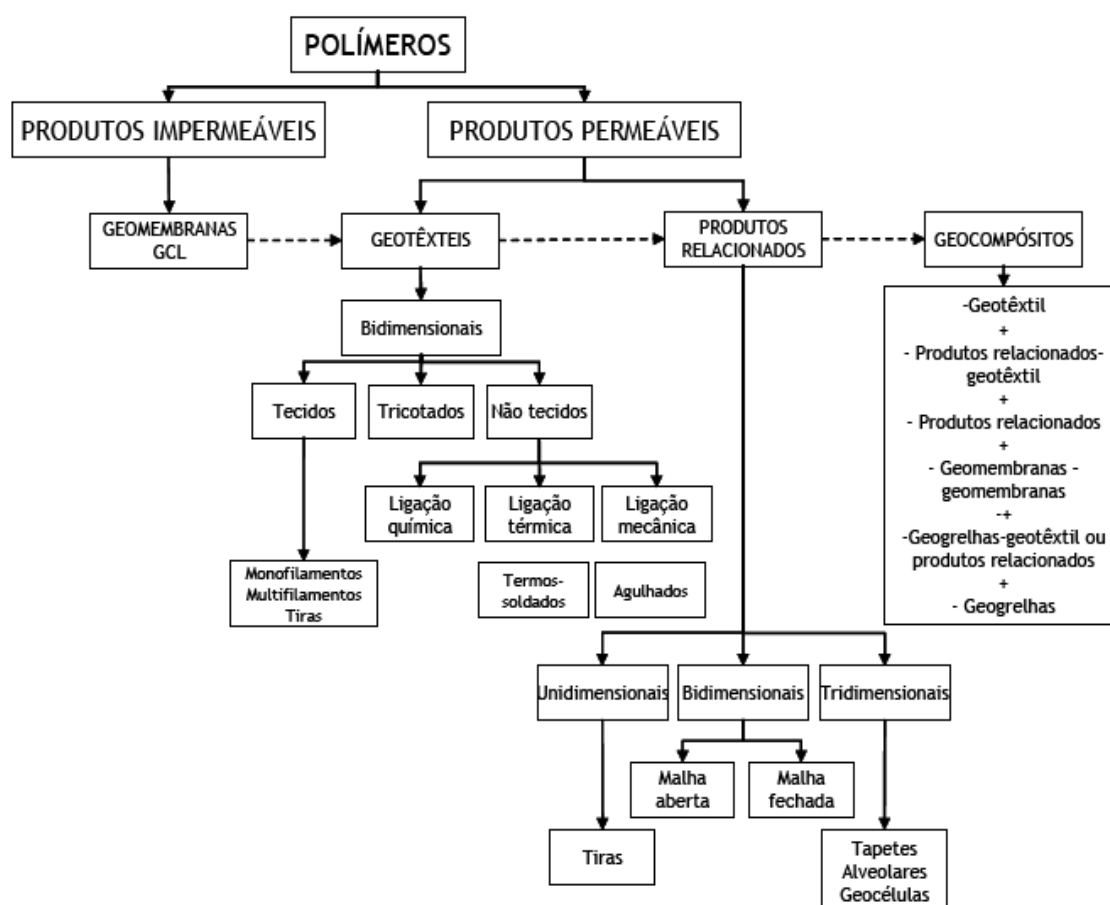 POLÍMEROS
PRODUTOS IMPERMEÁVEIS
PRODUTOS PERMEÁVEIS
GEOMEMBRANAS
GCL
GEOTÊXTEIS
PRODUTOS
RELACIONADOS
GEOCOMPÓSITOS
Bidimensionais
Tecidos
Tricotados
Não tecidos
Ligação
química
Ligação
térmica
Ligação
mecânica
Monofilamentos
Multifilamentos
Tiras
Termos-
soldados
Agulhados
-Geotêxtil
+
- Produtos relacionados-
geotêxtil
+
- Produtos relacionados
+
- Geomembranas -
geomembranas
-+
-Geogrelhas-geotêxtil ou
produtos relacionados
+
- Geogrelhas
Unidimensionais
Bidimensionais
Tridimensionais
Malha
aberta
Malha
fechada
Tiras
Tapetes
Alveolares
Geocélulas